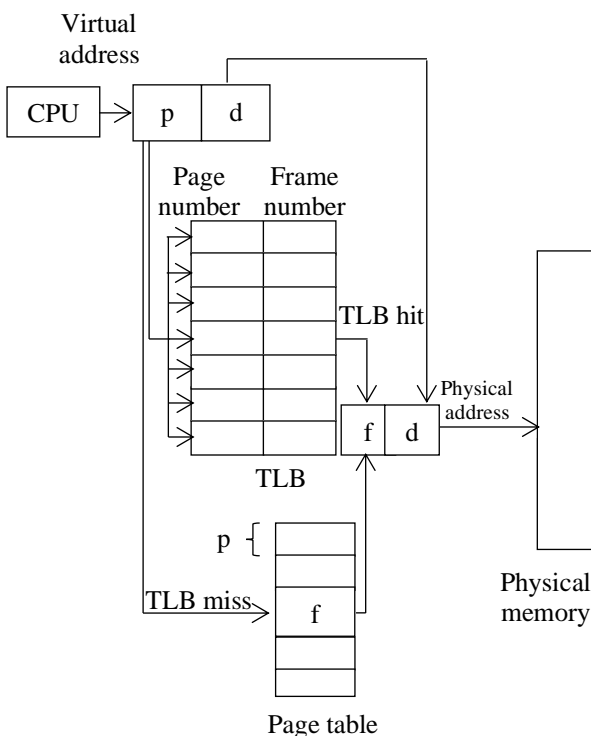 Virtual
address
CPU
p
d
Page
number
Frame
number
TLB hit
Physical
address
f
d
TLB
p
TLB miss
f
Physical
memory
Page table